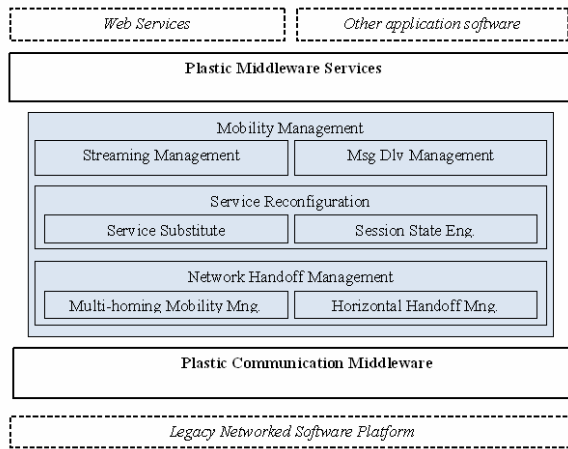 Web Services
Other application software
Plastic Middleware Services
Mobility Management
Streaming Management
Msg Dlv Management
Service Reconfiguration
Service Substitute
Session State Eng.
Network Handoff Management
Multi-homing Mobility Mng.
Horizontal Handoff Mng.
Plastic Communication Middleware
Legacy Networked Software Platform